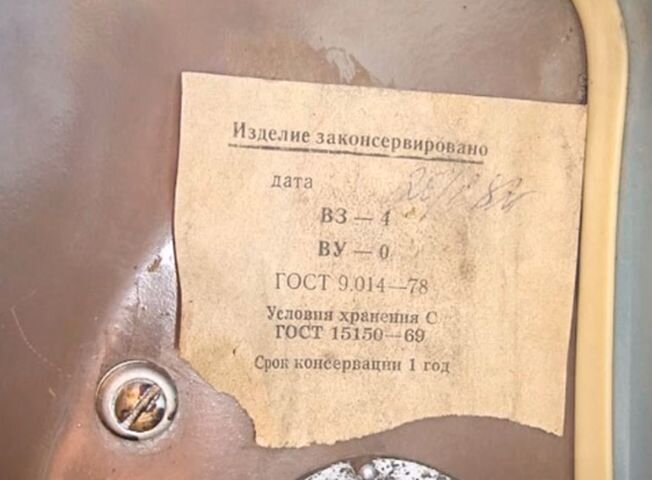 Изделие законсервировано
дата
ВЗ — 4
ВУ — 0
ГОСТ 9.014—78
Условия хранения С
ГОСТ 15150—69
Срок консервации 1 год